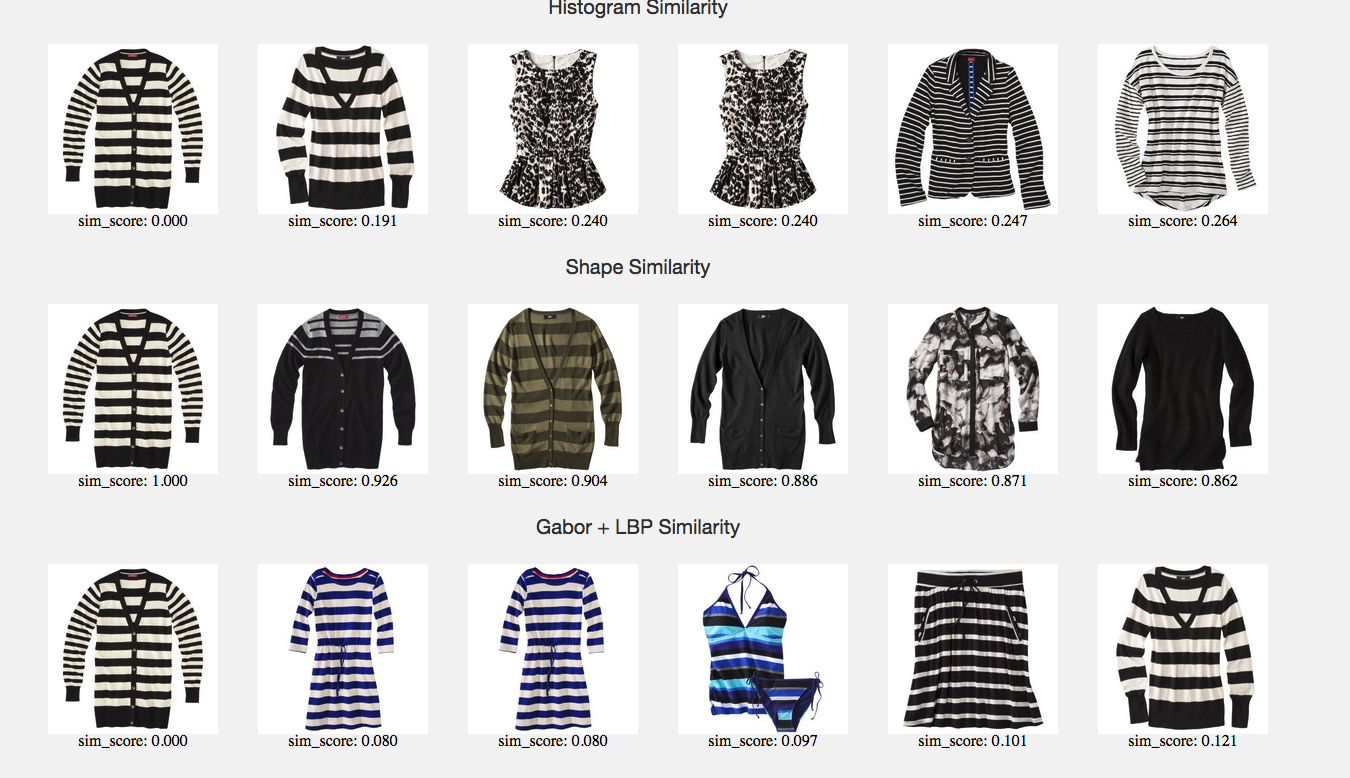 Histogram Similarity
sim_score: 0.000 sim_score: 0.191 sim_score: 0.240 sim_score: 0.240 sim_score: 0.247 sim_score: 0.264
Shape Similarity
sim_score: 1.000 sim_score: 0.926 sim_score: 0.904 sim_score: 0.886 sim_score: 0.871 sim_score: 0.862
Gabor + LBP Similarity
sim_score: 0.000 sim_score: 0.080 sim_score: 0.080 sim_score: 0.097 sim_score: 0.101 sim_score: 0.121